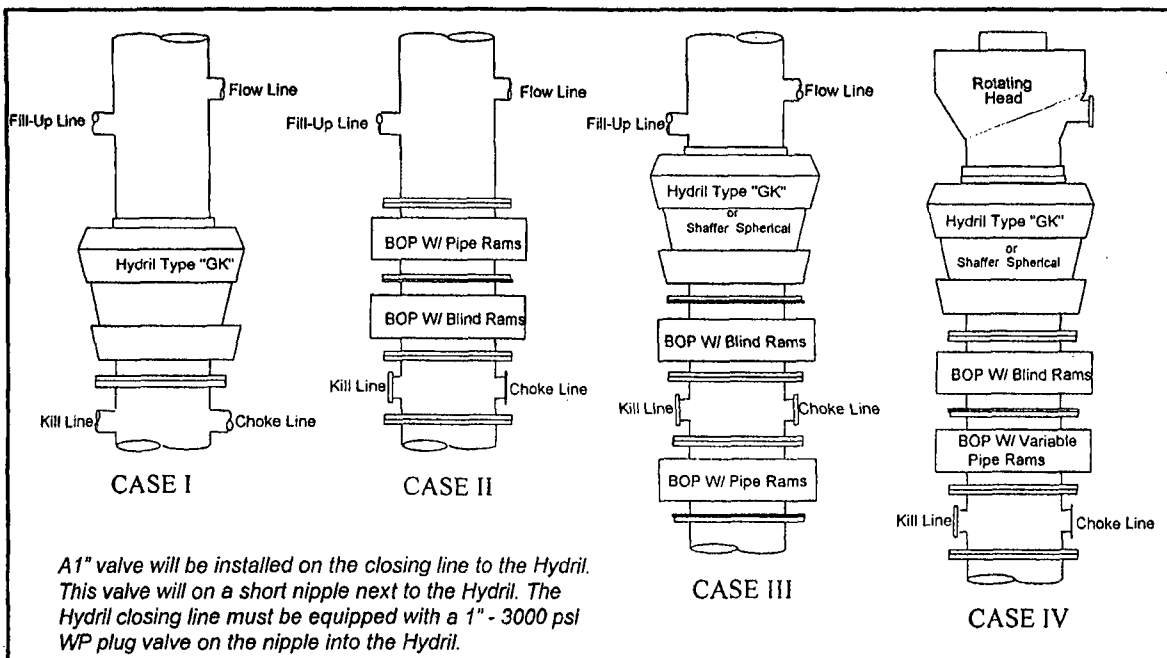 Flow Line
Fill-Up Line
Hydril Type "GK"
Kill Line
Choke Line
CASE I
Flow Line
Fill-Up Line
BOP W/ Pipe Rams
BOP W/ Blind Rams
Kill Line
Choke Line
CASE II
Flow Line
Fill-Up Line
Hydril Type "GK"
or
Shaffer Spherical
BOP W/ Blind Rams
Kill Line
Choke Line
BOP W/ Pipe Rams
CASE III
Rotating
Head
Hydril Type "GK"
or
Shaffer Spherical
BOP W/ Blind Rams
BOP W/ Variable
Pipe Rams
Kill Line
Choke Line
CASE IV
A1" valve will be installed on the closing line to the Hydril.
This valve will on a short nipple next to the Hydril. The
Hydril closing line must be equipped with a 1" - 3000 psI
WP plug valve on the nipple into the Hydril.